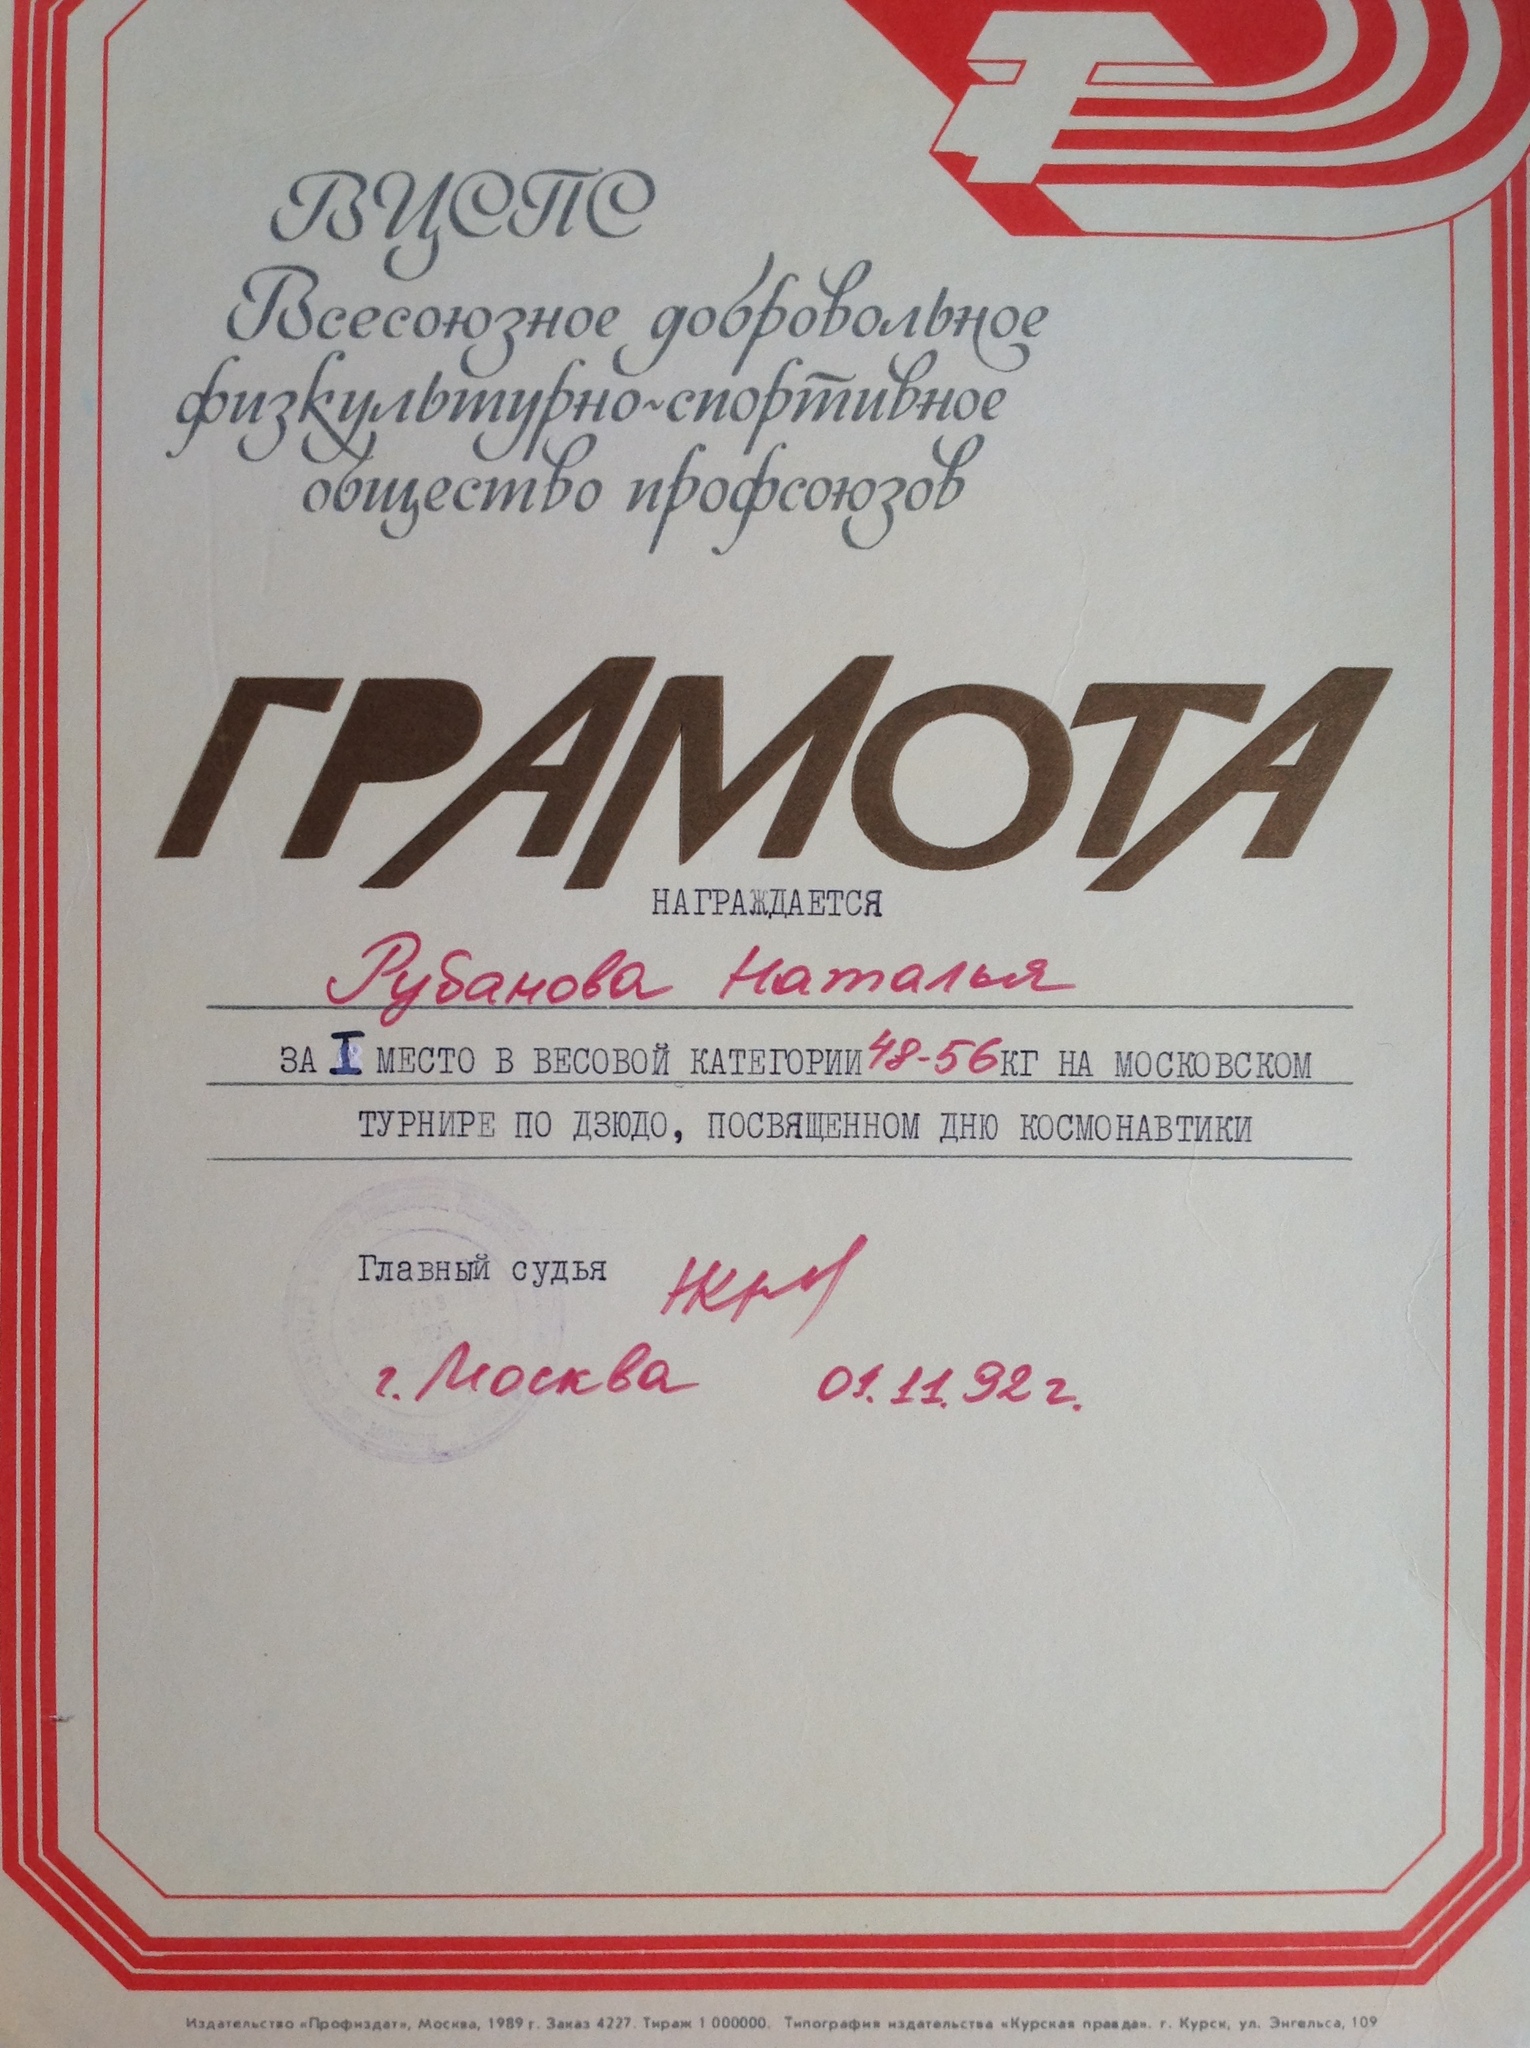 ВЦСПС
Всесоюзное добровольное
физкультурно-спортивное
общество профсоюзов
ГРАМОТА
НАГРАЖДАЕТСЯ
Рубанова Наталья
ЗА I МЕСТО В ВЕСОВОЙ КАТЕГОРИИ 48-56 КГ НА МОСКОВСКОМ
ТУРНИРЕ ПО ДЗЮДО, ПОСВЯЩЕННОМ ДНЮ КОСМОНАВТИКИ
Главный судья
г. Москва 01.11.92 г.
Издательство «Профиздат», Москва, 1989 г. Заказ 4227. Тираж 1 000000. Типография издательства «Курская правда». г. Курск, ул. Энгельса, 109